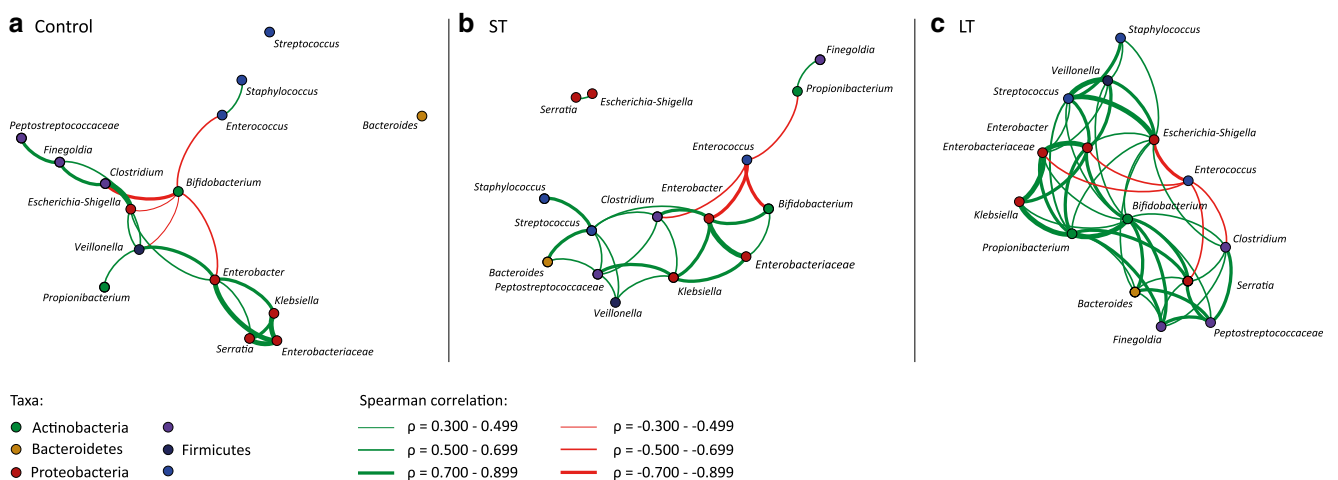 a Control
Streptococcus
Staphylococcus
Enterococcus
Bacteroides
Peptostreptococcaceae
Finegoldia
Clostridium
Bifidobacterium
Escherichia-Shigella
Veillonella
Propionibacterium
Enterobacter
Klebsiella
Serratia
Enterobacteriaceae
b ST
Finegoldia
Propionibacterium
Serratia
Escherichia-Shigella
Enterococcus
Staphylococcus
Enterobacter
Clostridium
Bifidobacterium
Streptococcus
Enterobacteriaceae
Bacteroides
Peptostreptococcaceae
Klebsiella
Veillonella
c LT
Staphylococcus
Veillonella
Streptococcus
Enterobacter
Escherichia-Shigella
Enterobacteriaceae
Enterococcus
Klebsiella
Bifidobacterium
Propionibacterium
Clostridium
Serratia
Bacteroides
Finegoldia
Peptostreptococcaceae
Taxa:
Actinobacteria
Bacteroidetes
Proteobacteria
Firmicutes
Spearman correlation:
ρ = 0.300 - 0.499
ρ = 0.500 - 0.699
ρ = 0.700 - 0.899
ρ = -0.300 - -0.499
ρ = -0.500 - -0.699
ρ = -0.700 - -0.899